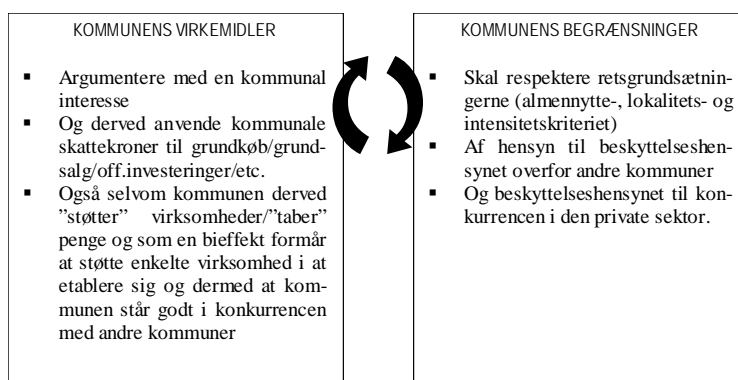 KOMMUNENS VIRKEMIDLER
▪ Argumentere med en kommunal
interesse
▪ Og derved anvende kommunale
skattekroner til grundkøb/grund-
salg/off.investeringer/etc.
▪ Også selvom kommunen derved
”støtter” virksomheder/”taber”
penge og som en bieffekt formår
at støtte enkelte virksomhed i at
etablere sig og dermed at kom-
munen står godt i konkurrencen
med andre kommuner
KOMMUNENS BEGRÆNSNINGER
▪ Skal respektere retsgrundsætnin-
gerne (almennytte-, lokalitets- og
intensitetskriteriet)
▪ Af hensyn til beskyttelseshen-
synet overfor andre kommuner
▪ Og beskyttelseshensynet til kon-
kurrencen i den private sektor.